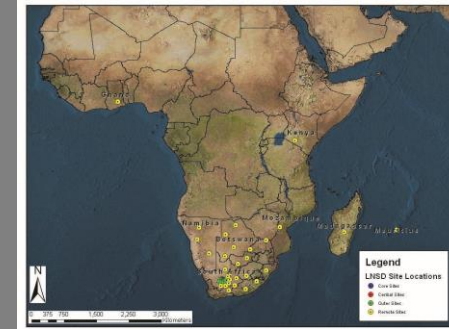 Ghana
Kenya
Mozambique
Namibia
Madagascar
Mauritius
Botswana
South Africa
N
0 375 750 1,500 2,250 3,000
Kilometers
Legend
LNSD Site Locations
Core Sites
Central Sites
Outer Sites
Remote Sites